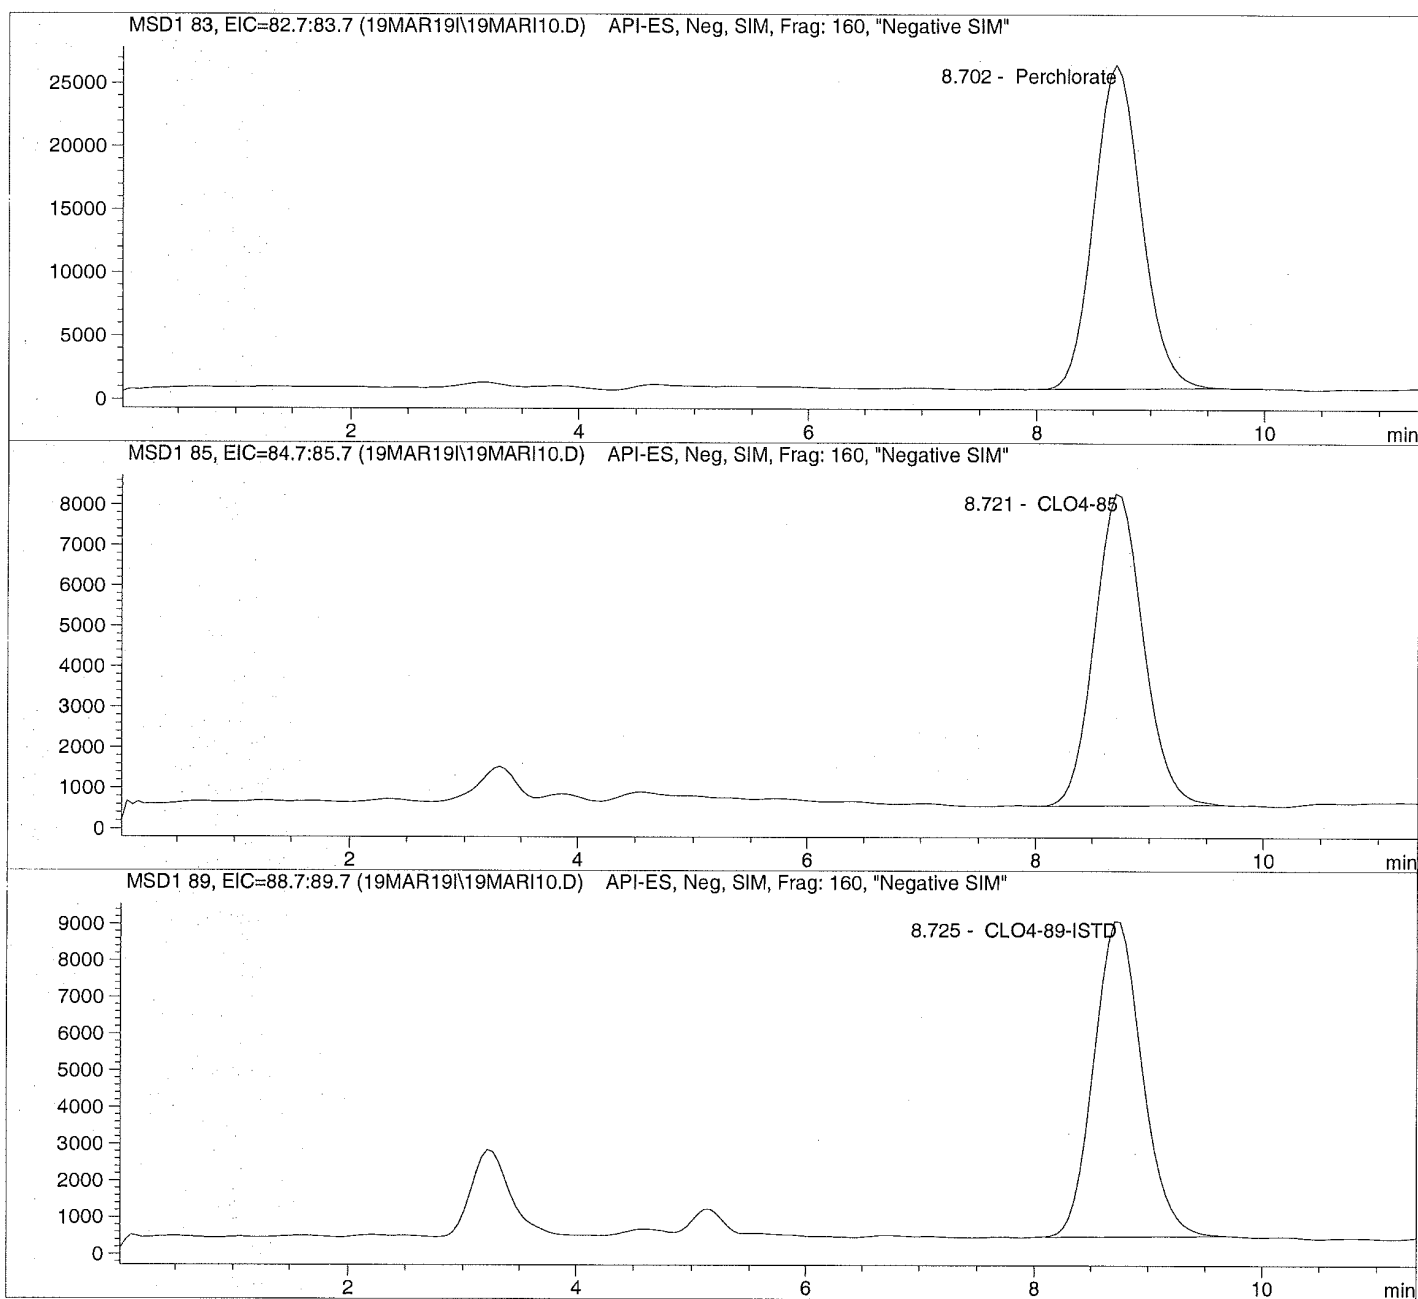 MSD1 83, EIC=82.7:83.7 (19MAR19I\19MARI10.D) API-ES, Neg, SIM, Frag: 160, "Negative SIM"
8.702 - Perchlorate
25000
20000
15000
10000
5000
0
2 4 6 8 10 min
MSD1 85, EIC=84.7:85.7 (19MAR19I\19MARI10.D) API-ES, Neg, SIM, Frag: 160, "Negative SIM"
8.721 - CLO4-85
8000
7000
6000
5000
4000
3000
2000
1000
0
2 4 6 8 10 min
MSD1 89, EIC=88.7:89.7 (19MAR19I\19MARI10.D) API-ES, Neg, SIM, Frag: 160, "Negative SIM"
8.725 - CLO4-89-ISTD
9000
8000
7000
6000
5000
4000
3000
2000
1000
0
2 4 6 8 10 min